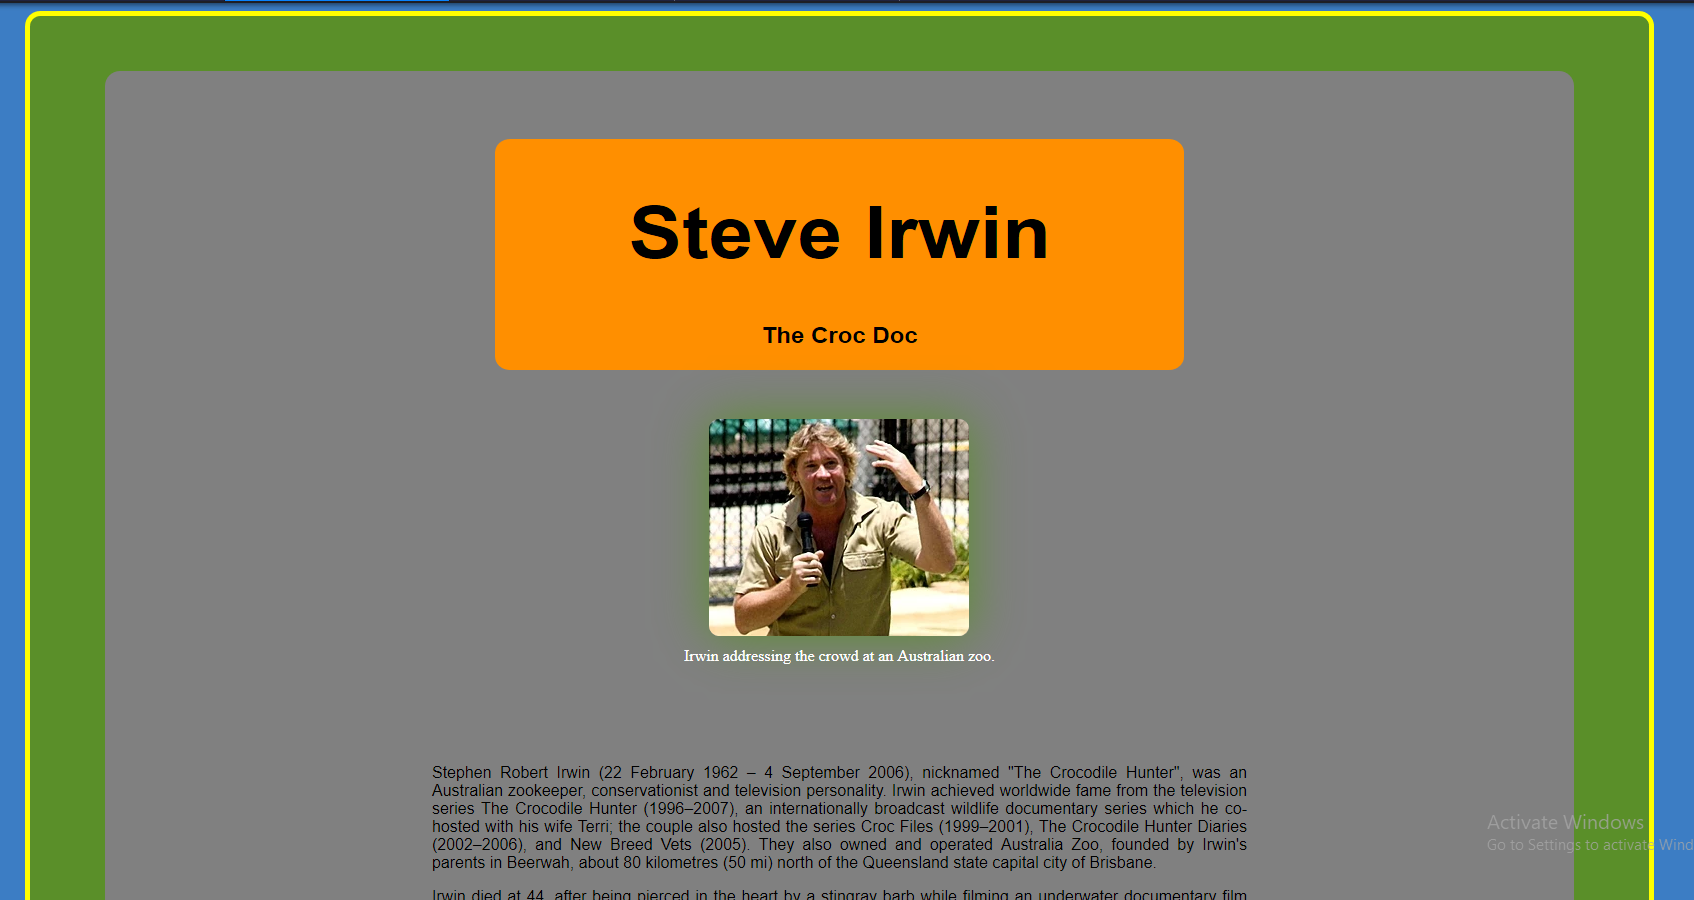 Steve Irwin
The Croc Doc
Irwin addressing the crowd at an Australian zoo.
Stephen Robert Irwin (22 February 1962 – 4 September 2006), nicknamed "The Crocodile Hunter", was an
Australian zookeeper, conservationist and television personality. Irwin achieved worldwide fame from the television
series The Crocodile Hunter (1996–2007), an internationally broadcast wildlife documentary series which he co-
hosted with his wife Terri; the couple also hosted the series Croc Files (1999–2001), The Crocodile Hunter Diaries
(2002–2006), and New Breed Vets (2005). They also owned and operated Australia Zoo, founded by Irwin's
parents in Beerwah, about 80 kilometres (50 mi) north of the Queensland state capital city of Brisbane.
Irwin died at 44, after being pierced in the heart by a stingray barb while filming an underwater documentary film
Activate Windows
Go to Settings to activate Wind